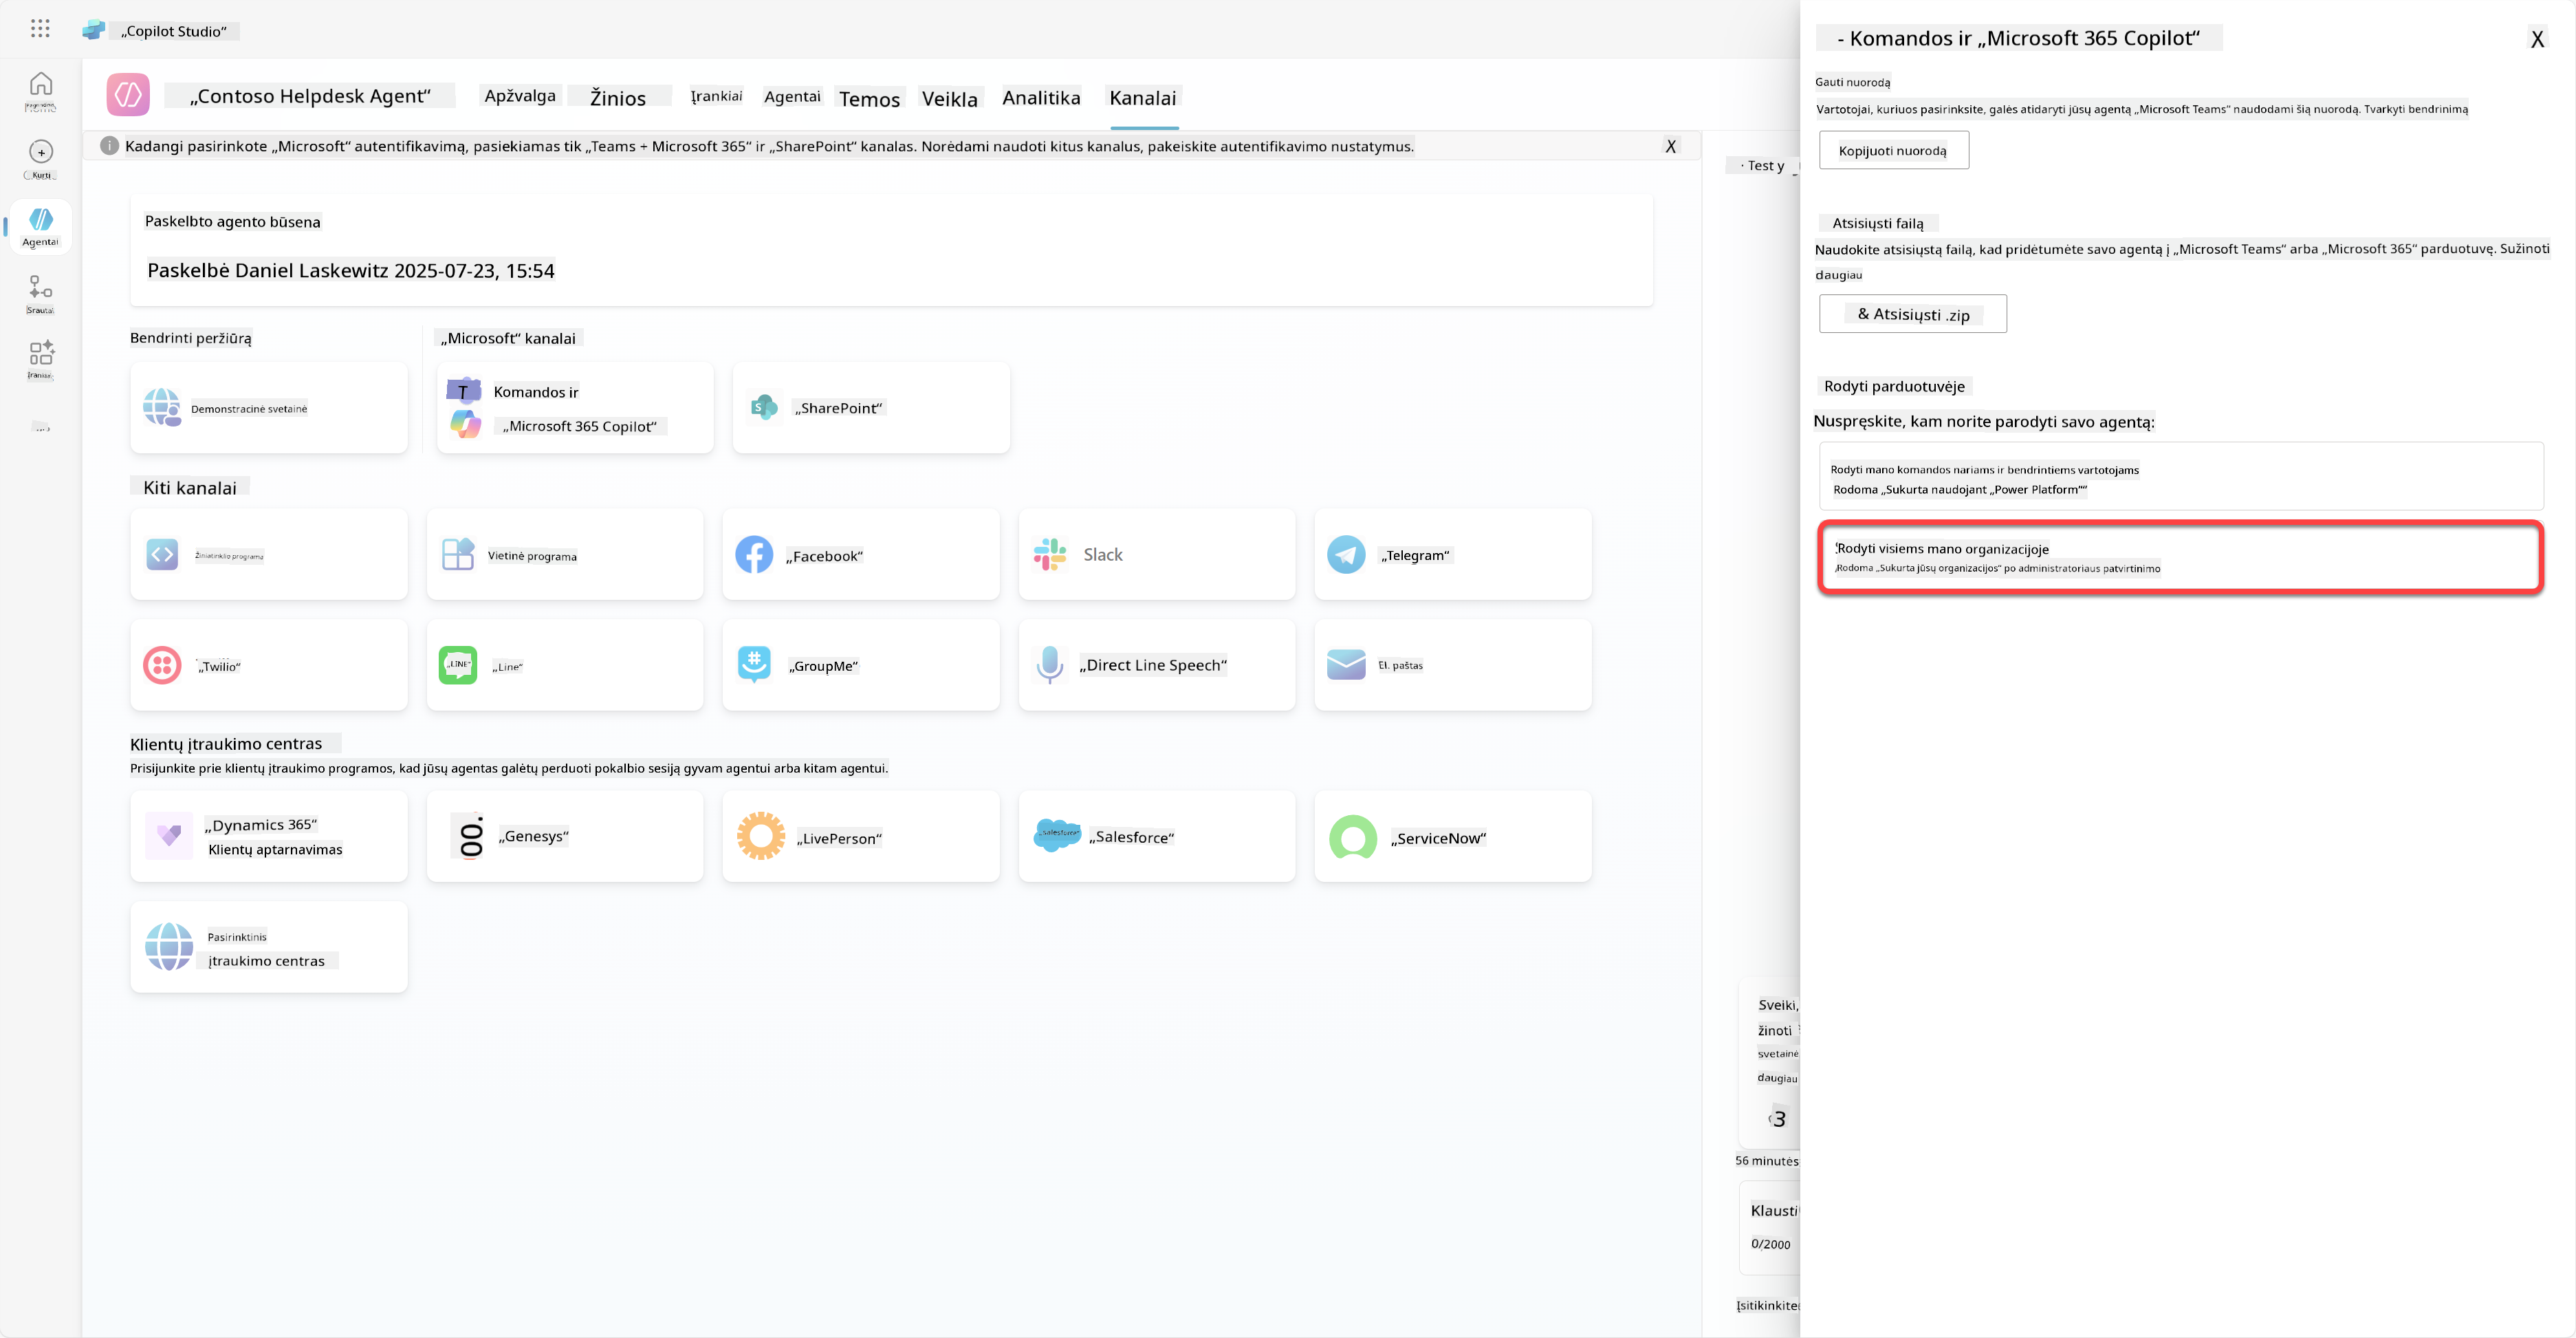 „Copilot Studio“
Home
Kurti
Agentai
Srautai
„Contoso Helpdesk Agent“
Apžvalga
Žinios
Įrankiai
Agentai
Temos
Veikla
Analitika
Kanalai
Kadangi pasirinkote „Microsoft“ autentifikavimą, pasiekiamas tik „Teams + Microsoft 365“ ir „SharePoint“ kanalas. Norėdami naudoti kitus kanalus, pakeiskite autentifikavimo nustatymus.
X
Paskelbto agento būsena
Paskelbė Daniel Laskewitz 2025-07-23, 15:54
Bendrinti peržiūrą
„Microsoft“ kanalai
Demonstracinė svetainė
T
Komandos ir
„Microsoft 365 Copilot“
S
„SharePoint“
Kiti kanalai
Žiniatinklio programa
Vietinė programa
„Facebook“
Slack
„Telegram“
„Twilio“
„LINE“
„Line“
„GroupMe“
„Direct Line Speech“
El. paštas
Klientų įtraukimo centras
Prisijunkite prie klientų įtraukimo programos, kad jūsų agentas galėtų perduoti pokalbio sesiją gyvam agentui arba kitam agentui.
„Dynamics 365“
Klientų aptarnavimas
„Genesys“
„LivePerson“
„Salesforce“
„Salesforce“
„ServiceNow“
Pasirinktinis
įtraukimo centras
· Test y
Sveiki,
žinoti
svetainė
daugiau
3
56 minutės
Klausti
0/2000
- Komandos ir „Microsoft 365 Copilot“
X
Gauti nuorodą
Vartotojai, kuriuos pasirinksite, galės atidaryti jūsų agentą „Microsoft Teams“ naudodami šią nuorodą. Tvarkyti bendrinimą
Kopijuoti nuorodą
Atsisiųsti failą
Naudokite atsisiųstą failą, kad pridėtumėte savo agentą į „Microsoft Teams“ arba „Microsoft 365“ parduotuvę. Sužinoti
daugiau
& Atsisiųsti .zip
Rodyti parduotuvėje
Nuspręskite, kam norite parodyti savo agentą:
Rodyti mano komandos nariams ir bendrintiems vartotojams
Rodoma „Sukurta naudojant „Power Platform““
Rodyti visiems mano organizacijoje
Rodoma „Sukurta jūsų organizacijos“ po administratoriaus patvirtinimo